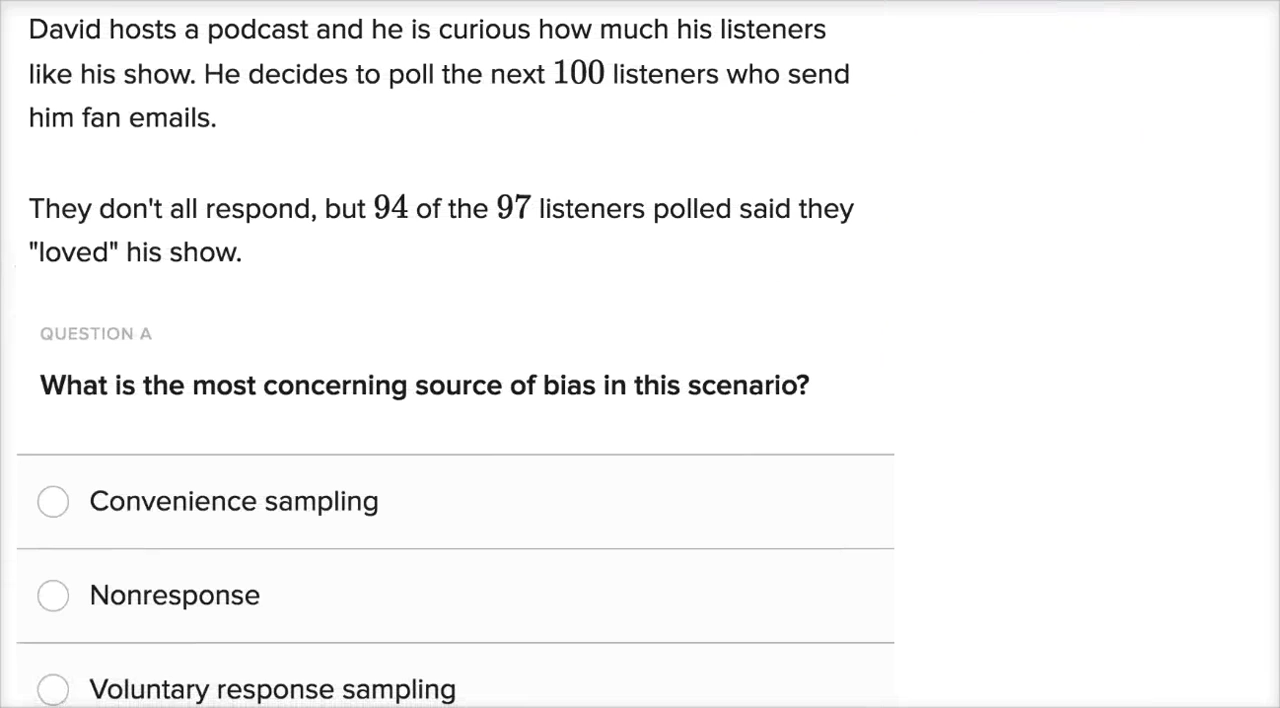 David hosts a podcast and he is curious how much his listeners
like his show. He decides to poll the next 100 listeners who send
him fan emails.
They don't all respond, but 94 of the 97 listeners polled said they
"loved" his show.
QUESTION A
What is the most concerning source of bias in this scenario?
Convenience sampling
Nonresponse
Voluntary response sampling